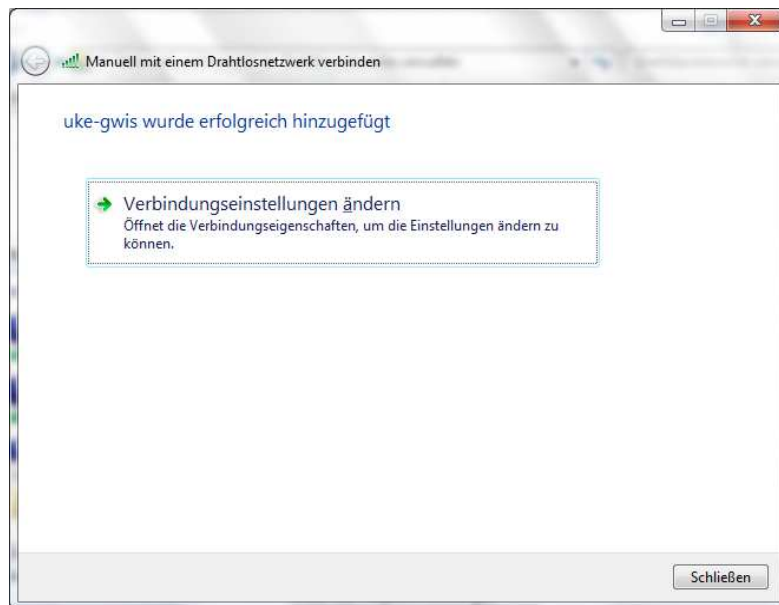 Manuell mit einem Drahtlosnetzwerk verbinden
uke-gwis wurde erfolgreich hinzugefügt
Verbindungseinstellungen ändern
Öffnet die Verbindungseigenschaften, um die Einstellungen ändern zu
können.
Schließen